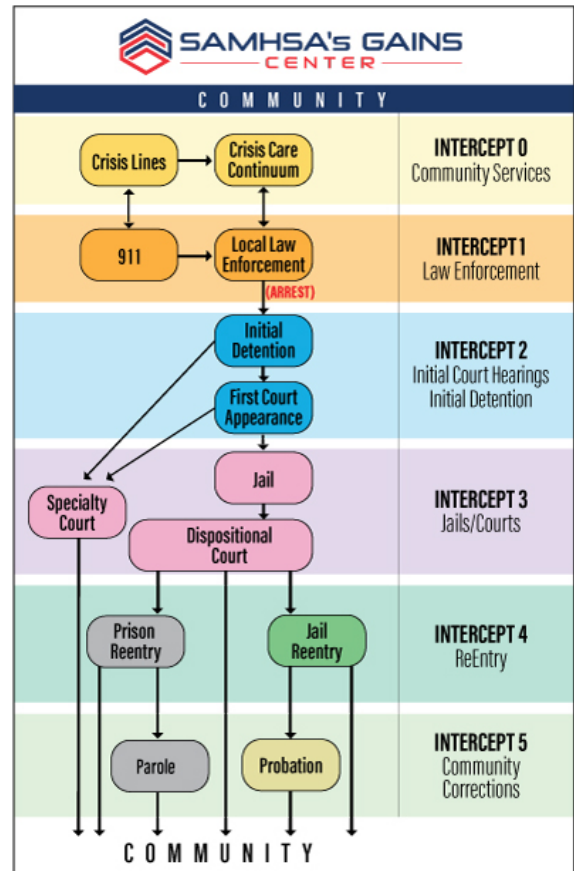 SAMHSA's GAINS
CENTER
COMMUNITY
Crisis Lines
Crisis Care
Continuum
INTERCEPT 0
Community Services
911
Local Law
Enforcement
(ARREST)
INTERCEPT 1
Law Enforcement
Initial
Detention
First Court
Appearance
INTERCEPT 2
Initial Court Hearings
Initial Detention
Jail
Specialty
Court
Dispositional
Court
INTERCEPT 3
Jails/Courts
Prison
Reentry
Jail
Reentry
INTERCEPT 4
ReEntry
Parole
Probation
INTERCEPT 5
Community
Corrections
COMMUNITY